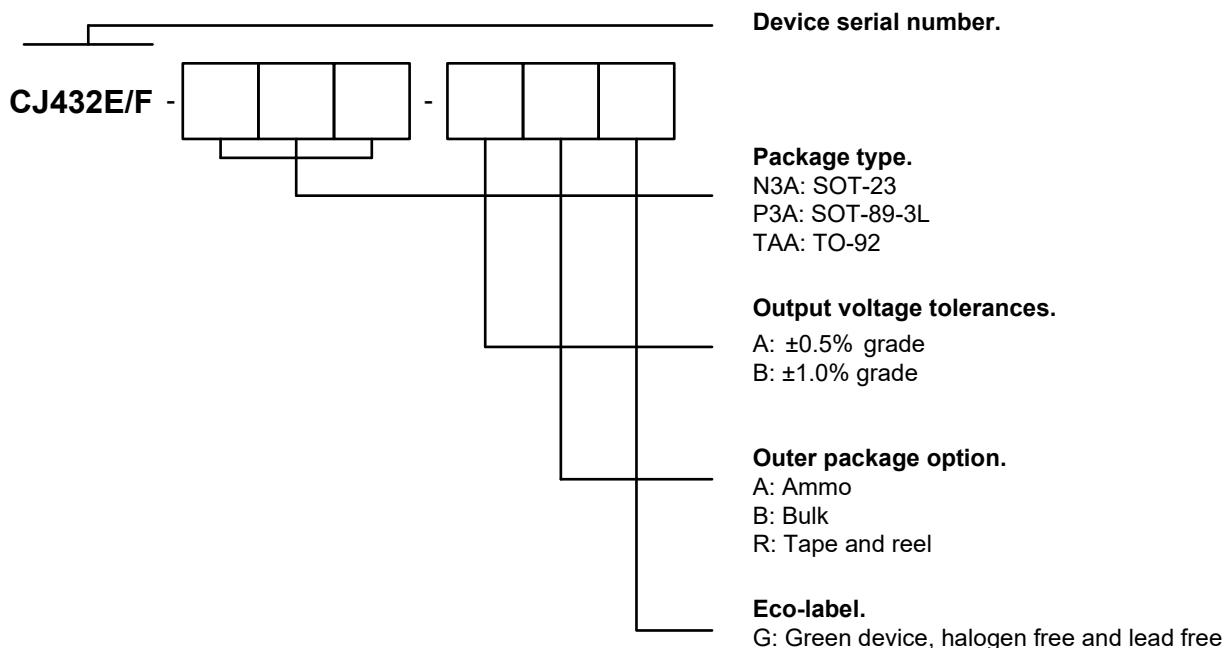 Device serial number.
CJ432E/F - -
Package type.
N3A: SOT-23
P3A: SOT-89-3L
TAA: TO-92
Output voltage tolerances.
A: ±0.5% grade
B: ±1.0% grade
Outer package option.
A: Ammo
B: Bulk
R: Tape and reel
Eco-label.
G: Green device, halogen free and lead free